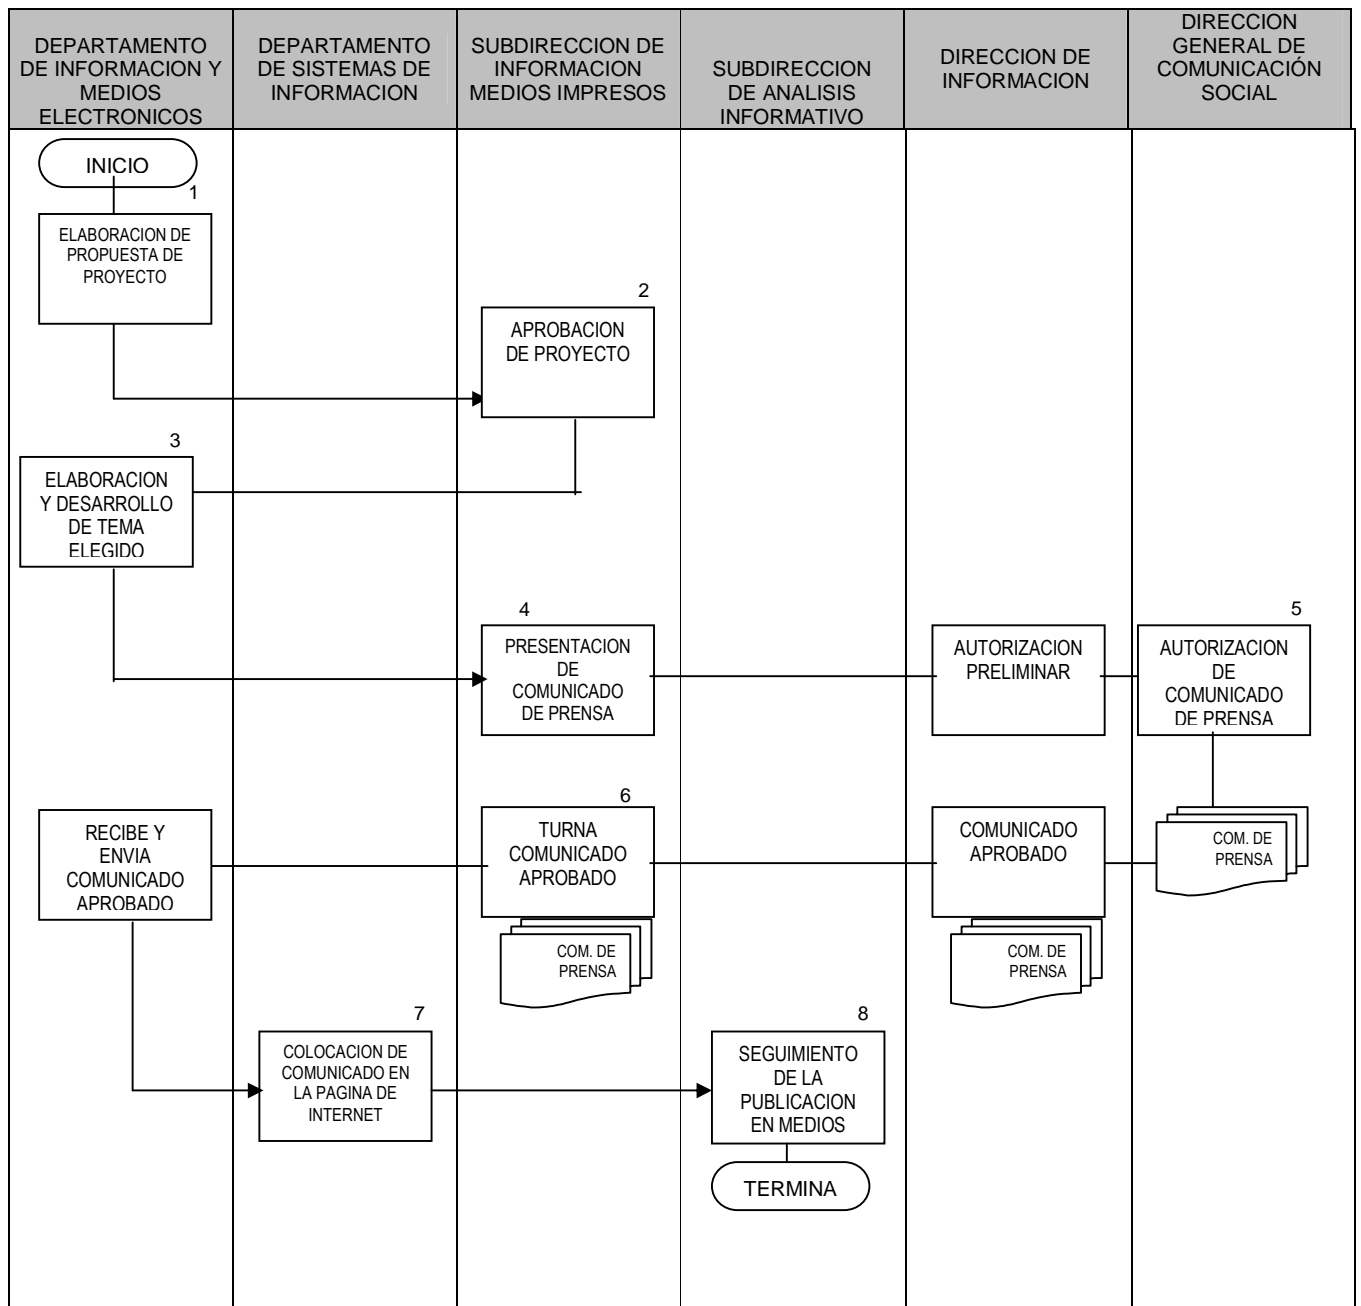 DEPARTAMENTO
DE INFORMACION Y
MEDIOS
ELECTRONICOS
DEPARTAMENTO
DE SISTEMAS DE
INFORMACION
SUBDIRECCION DE
INFORMACION
MEDIOS IMPRESOS
SUBDIRECCION
DE ANALISIS
INFORMATIVO
DIRECCION DE
INFORMACION
DIRECCION
GENERAL DE
COMUNICACIÓN
SOCIAL
INICIO
1
ELABORACION DE
PROPUESTA DE
PROYECTO
2
APROBACION
DE PROYECTO
3
ELABORACION
Y DESARROLLO
DE TEMA
ELEGIDO
4
PRESENTACION
DE
COMUNICADO
DE PRENSA
AUTORIZACION
PRELIMINAR
5
AUTORIZACION
DE
COMUNICADO
DE PRENSA
RECIBE Y
ENVIA
COMUNICADO
APROBADO
6
TURNA
COMUNICADO
APROBADO
COM. DE
PRENSA
COMUNICADO
APROBADO
COM. DE
PRENSA
COM. DE
PRENSA
7
COLOCACION DE
COMUNICADO EN
LA PAGINA DE
INTERNET
8
SEGUIMIENTO
DE LA
PUBLICACION
EN MEDIOS
TERMINA